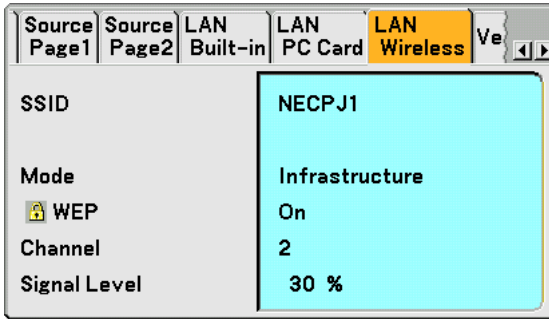 Source Page1 Source Page2 LAN Built-in LAN PC Card LAN Wireless Ve
SSID NECPJ1
Mode Infrastructure
WEP On
Channel 2
Signal Level 30 %